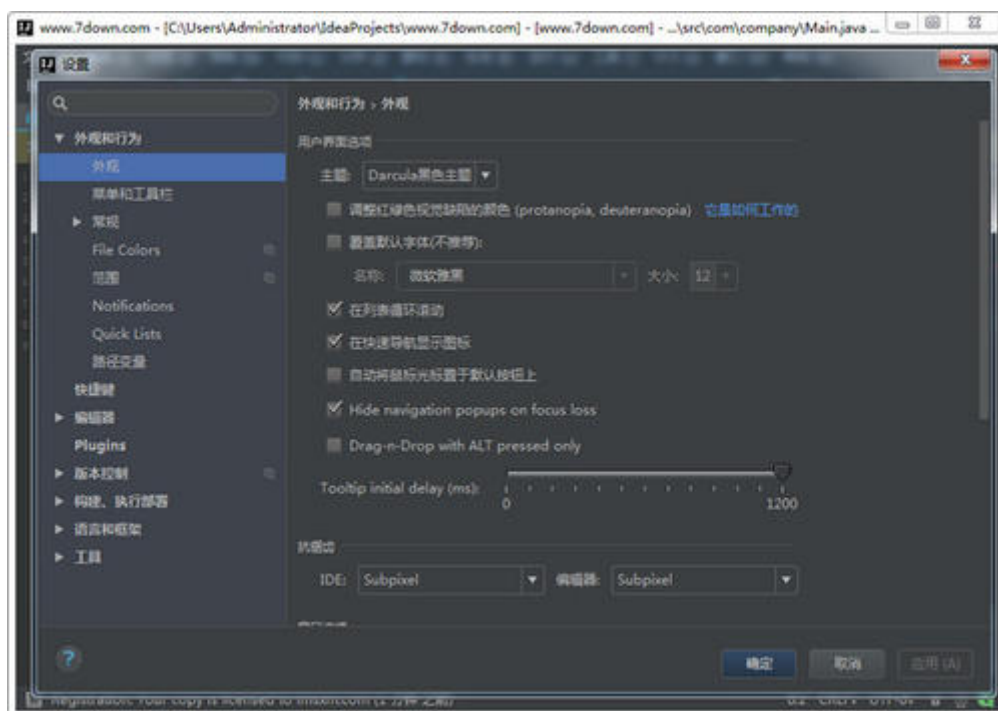 www.7down.com - [C:\Users\Administrator\IdeaProjects\www.7down.com] - [www.7down.com] - ...\src\com\company\Main.java ...
设置
外观和行为 › 外观
外观和行为
外观
菜单和工具栏
常规
File Colors
范围
Notifications
Quick Lists
路径变量
快捷键
编辑器
Plugins
版本控制
构建、执行部署
语言和框架
工具
用户界面选项
主题: Darcula黑色主题
调整红绿色视觉缺陷的颜色 (protanopia, deuteranopia) 它是如何工作的
覆盖默认字体(不推荐):
名称: 微软雅黑 大小: 12
在列表循环滚动
在快速导航显示图标
自动将鼠标光标置于默认按钮上
Hide navigation popups on focus loss
Drag-n-Drop with ALT pressed only
Tooltip initial delay (ms):
0 1200
抗锯齿
IDE: Subpixel 编辑器: Subpixel
?
确定 取消 应用 (A)